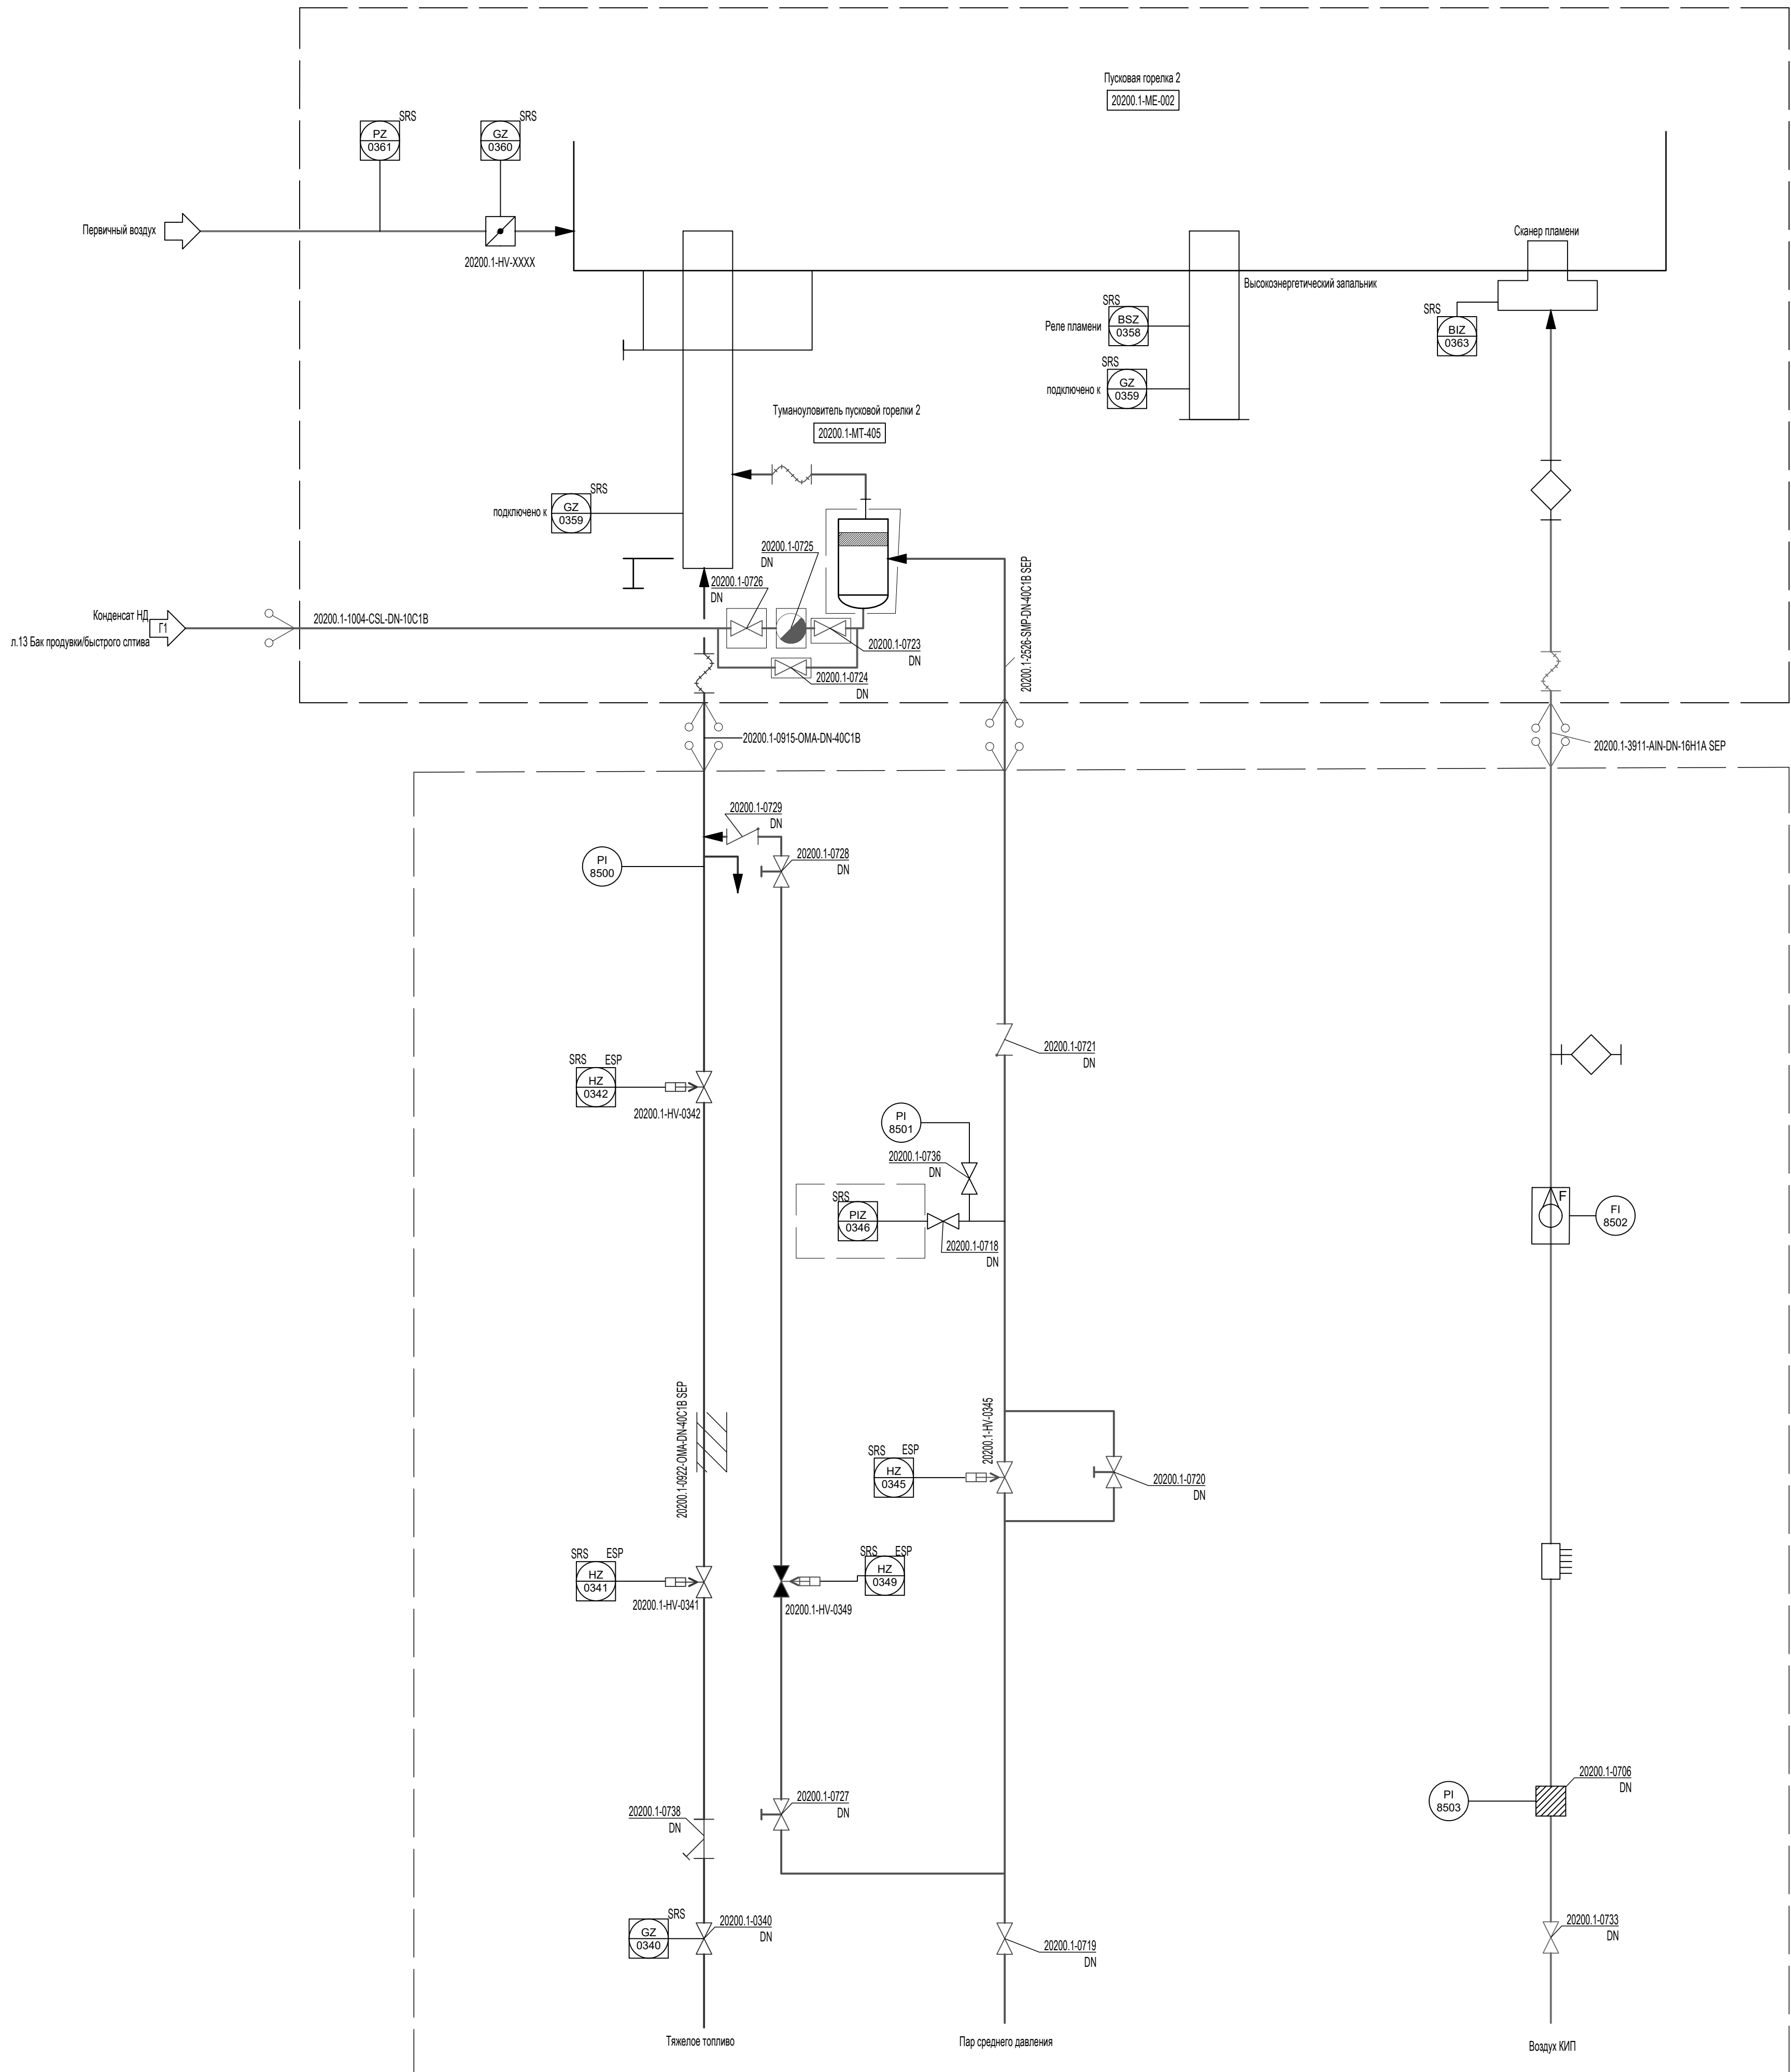 Пусковая горелка 2
20200.1-ME-002
PZ
0361
SRS
GZ
0360
SRS
Первичный воздух
20200.1-HV-XXXX
Сканер пламени
Высокоэнергетический запальник
SRS
Реле пламени
BSZ
0358
SRS
подключено к
GZ
0359
SRS
BIZ
0363
Туманоуловитель пусковой горелки 2
20200.1-MT-405
SRS
подключено к
GZ
0359
20200.1-0725
DN
20200.1-0726
DN
Конденсат НД
Г1
л.13 Бак продувки/быстрого слтива
20200.1-1004-CSL-DN-10C1B
20200.1-0723
DN
20200.1-0724
DN
20200.1-2526-SMP-DN-40C1B SEP
20200.1-0915-OMA-DN-40C1B
20200.1-3911-AIN-DN-16H1A SEP
20200.1-0729
DN
PI
8500
20200.1-0728
DN
20200.1-0721
DN
SRS ESP
HZ
0342
20200.1-HV-0342
PI
8501
20200.1-0736
DN
SRS
PIZ
0346
20200.1-0718
DN
F
FI
8502
20200.1-0922-OMA-DN-40C1B SEP
20200.1-HV-0345
SRS ESP
HZ
0345
20200.1-0720
DN
SRS ESP
HZ
0341
20200.1-HV-0341
SRS ESP
HZ
0349
20200.1-HV-0349
20200.1-0738
DN
20200.1-0727
DN
PI
8503
20200.1-0706
DN
SRS
GZ
0340
20200.1-0340
DN
20200.1-0719
DN
20200.1-0733
DN
Тяжелое топливо
Пар среднего давления
Воздух КИП